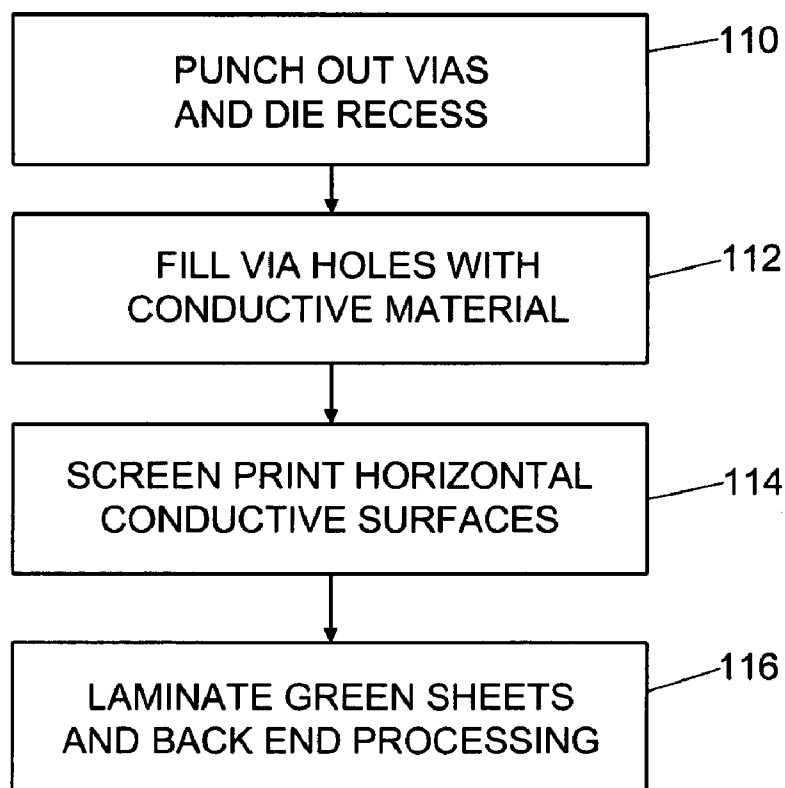 PUNCH OUT VIAS
AND DIE RECESS
110
FILL VIA HOLES WITH
CONDUCTIVE MATERIAL
112
SCREEN PRINT HORIZONTAL
CONDUCTIVE SURFACES
114
LAMINATE GREEN SHEETS
AND BACK END PROCESSING
116